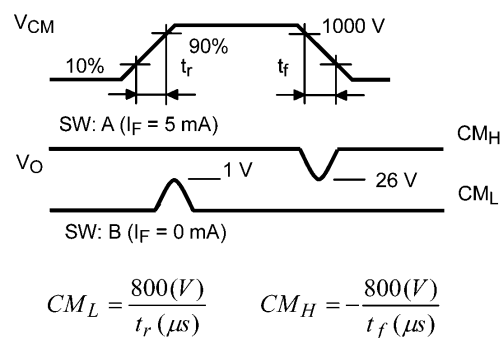 V_CM 1000 V
10% 90% t_r t_f
SW: A (I_F = 5 mA)
V_O CM_H
1 V 26 V
CM_L
SW: B (I_F = 0 mA)
CM_L = 800(V) / t_r (μs) CM_H = − 800(V) / t_f (μs)